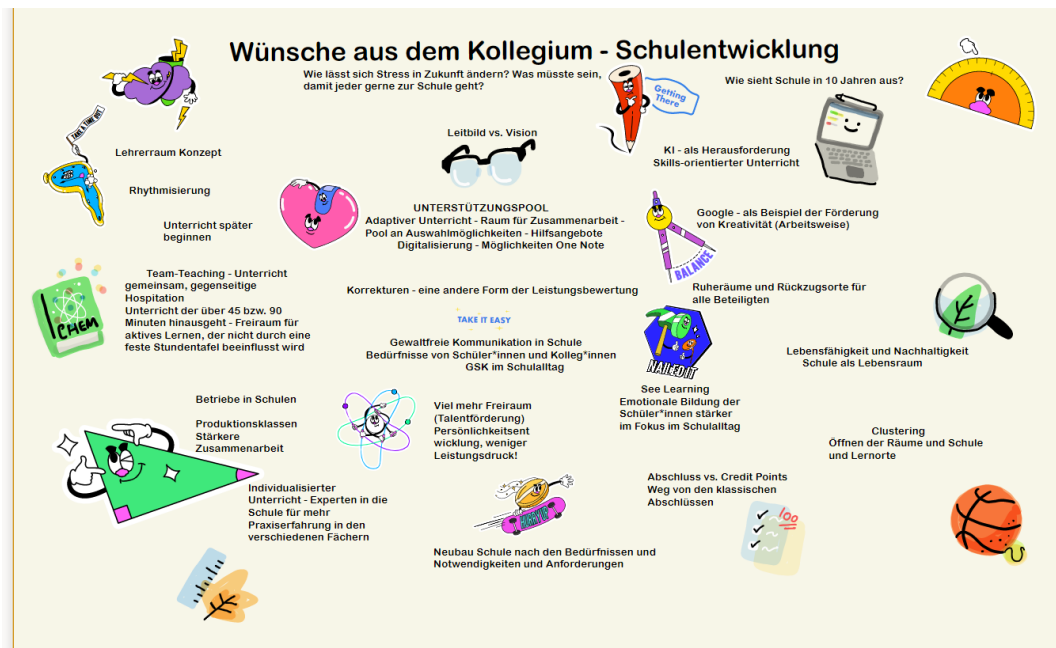 Wünsche aus dem Kollegium - Schulentwicklung
Wie lässt sich Stress in Zukunft ändern? Was müsste sein,
damit jeder gerne zur Schule geht?
Getting
There
Wie sieht Schule in 10 Jahren aus?
TAKE A TIME OUT
Lehrerraum Konzept
Leitbild vs. Vision
KI - als Herausforderung
Skills-orientierter Unterricht
Rhythmisierung
Unterricht später
beginnen
UNTERSTÜTZUNGSPOOL
Adaptiver Unterricht - Raum für Zusammenarbeit -
Pool an Auswahlmöglichkeiten - Hilfsangebote
Digitalisierung - Möglichkeiten One Note
Google - als Beispiel der Förderung
von Kreativität (Arbeitsweise)
BALANCE
CHEM
Team-Teaching - Unterricht
gemeinsam, gegenseitige
Hospitation
Unterricht der über 45 bzw. 90
Minuten hinausgeht - Freiraum für
aktives Lernen, der nicht durch eine
feste Stundentafel beeinflusst wird
Korrekturen - eine andere Form der Leistungsbewertung
TAKE IT EASY
Gewaltfreie Kommunikation in Schule
Bedürfnisse von Schüler*innen und Kolleg*innen
GSK im Schulalltag
Ruheräume und Rückzugsorte für
alle Beteiligten
NAILED IT
Lebensfähigkeit und Nachhaltigkeit
Schule als Lebensraum
Betriebe in Schulen
Produktionsklassen
Stärkere
Zusammenarbeit
Viel mehr Freiraum
(Talentförderung)
Persönlichkeitsent
wicklung, weniger
Leistungsdruck!
See Learning
Emotionale Bildung der
Schüler*innen stärker
im Fokus im Schulalltag
Clustering
Öffnen der Räume und Schule
und Lernorte
Individualisierter
Unterricht - Experten in die
Schule für mehr
Praxiserfahrung in den
verschiedenen Fächern
HURRY UP
Abschluss vs. Credit Points
Weg von den klassischen
Abschlüssen
100
Neubau Schule nach den Bedürfnissen und
Notwendigkeiten und Anforderungen